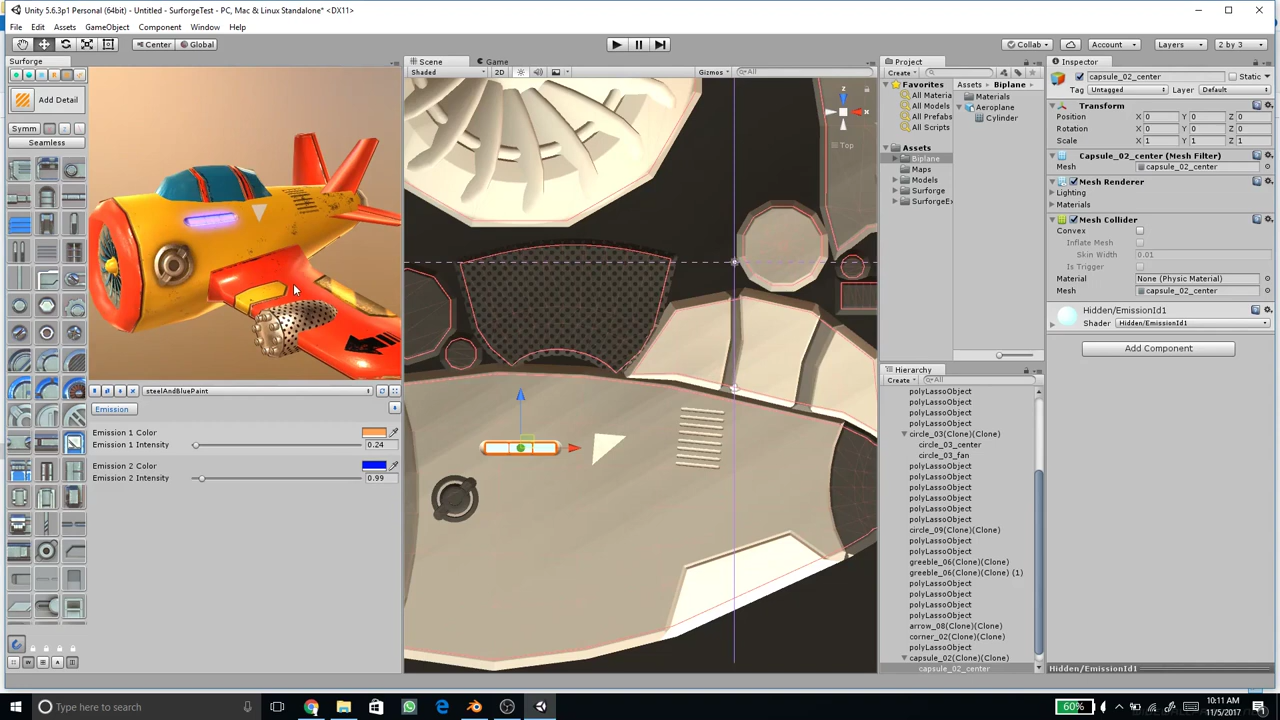 Unity 5.6.3p1 Personal (64bit) - Untitled - SurforgeTest - PC, Mac & Linux Standalone* <DX11>
File Edit Assets GameObject Component Window Help
Center Global Collab Account Layers 2 by 3
Surforge
Add Detail
Symm
Seamless
steelAndBluePaint
Emission
Emission 1 Color
Emission 1 Intensity 0.24
Emission 2 Color
Emission 2 Intensity 0.99
Scene Game
Shaded 2D Gizmos All
z
x
Top
Project
Create
Favorites
All Materia
All Models
All Prefabs
All Scripts
Assets
Biplane
Maps
Models
Surforge
SurforgeEx
Assets Biplane
Materials
Aeroplane
Cylinder
Hierarchy
Create All
polyLassoObject
polyLassoObject
polyLassoObject
polyLassoObject
circle_03(Clone)(Clone)
circle_03_center
circle_03_fan
polyLassoObject
polyLassoObject
polyLassoObject
polyLassoObject
polyLassoObject
polyLassoObject
circle_09(Clone)(Clone)
polyLassoObject
polyLassoObject
greeble_06(Clone)(Clone)
greeble_06(Clone)(Clone) (1)
polyLassoObject
polyLassoObject
polyLassoObject
polyLassoObject
arrow_08(Clone)(Clone)
corner_02(Clone)(Clone)
polyLassoObject
capsule_02(Clone)(Clone)
capsule_02_center
Inspector
capsule_02_center Static
Tag Untagged Layer Default
Transform
Position X 0 Y 0 Z 0
Rotation X 0 Y 0 Z 0
Scale X 1 Y 1 Z 1
Capsule_02_center (Mesh Filter)
Mesh capsule_02_center
Mesh Renderer
Lighting
Materials
Mesh Collider
Convex
Inflate Mesh
Skin Width 0.01
Is Trigger
Material None (Physic Material)
Mesh capsule_02_center
Hidden/EmissionId1
Shader Hidden/EmissionId1
Add Component
Hidden/EmissionId1
Type here to search
60%
10:11 AM
11/5/2017